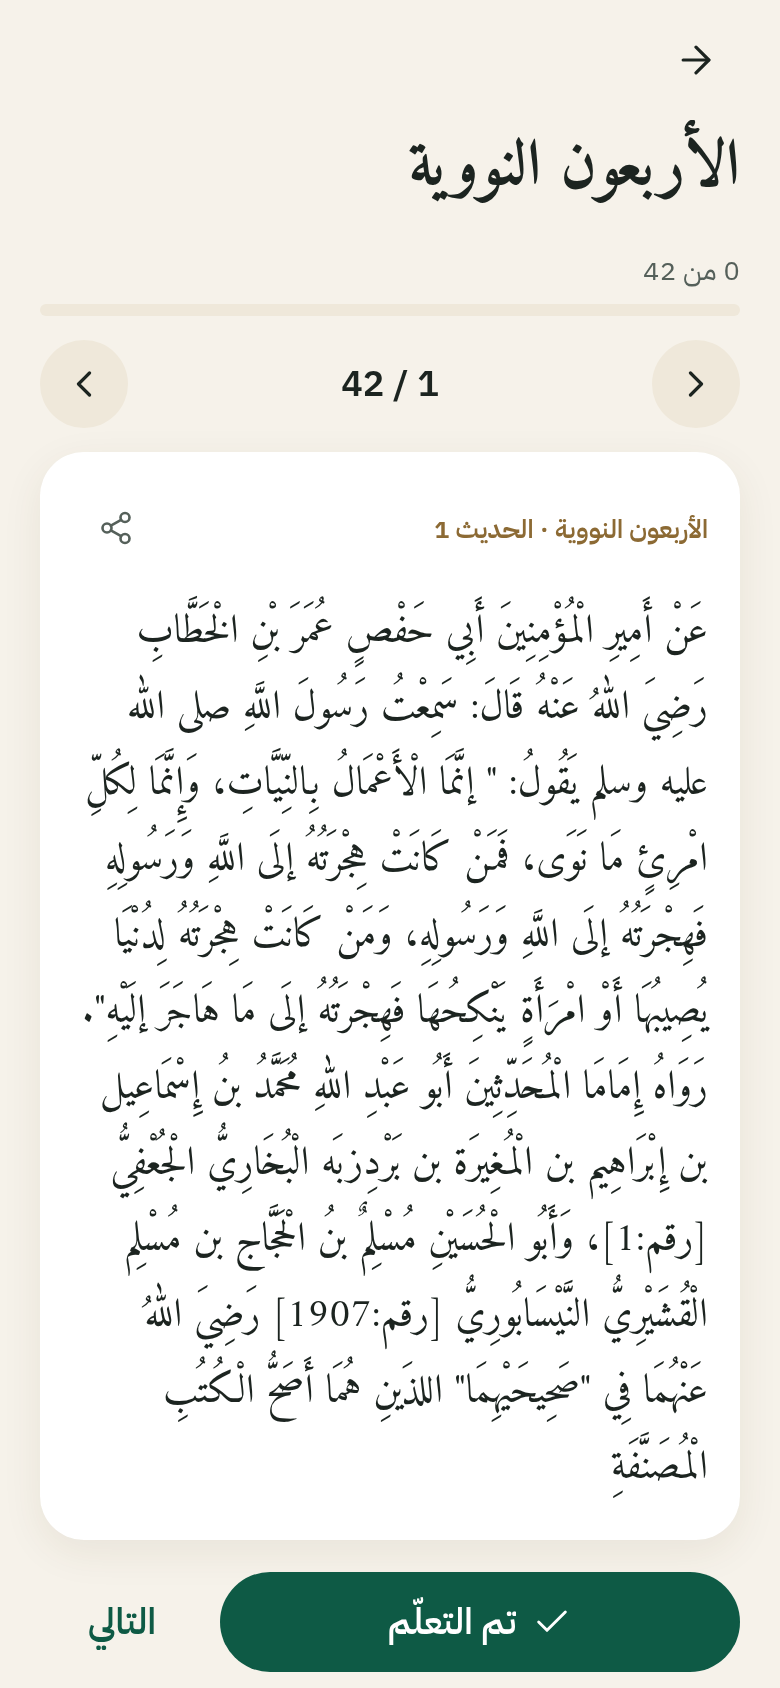 الأربعون النووية
0 من 42
1 / 42
الأربعون النووية · الحديث 1
عَنْ أَمِيرِ الْمُؤْمِنِينَ أَبِي حَفْصٍ عُمَرَ بْنِ الْخَطَّابِ
رَضِيَ اللهُ عَنْهُ قَالَ: سَمِعْتُ رَسُولَ اللَّهِ صلى الله
عليه وسلم يَقُولُ: " إنَّمَا الْأَعْمَالُ بِالنِّيَّاتِ، وَإِنَّمَا لِكُلِّ
امْرِئٍ مَا نَوَى، فَمَنْ كَانَتْ هِجْرَتُهُ إلَى اللَّهِ وَرَسُولِهِ
فَهِجْرَتُهُ إلَى اللَّهِ وَرَسُولِهِ، وَمَنْ كَانَتْ هِجْرَتُهُ لِدُنْيَا
يُصِيبُهَا أَوْ امْرَأَةٍ يَنْكِحُهَا فَهِجْرَتُهُ إلَى مَا هَاجَرَ إلَيْهِ".
رَوَاهُ إِمَامَا الْمُحَدِّثِينَ أَبُو عَبْدِ اللهِ مُحَمَّدُ بنُ إِسْمَاعِيل
بن إِبْرَاهِيم بن الْمُغِيرَة بن بَرْدِزبَه الْبُخَارِيُّ الْجُعْفِيُّ
[رقم:1]، وَأَبُو الْحُسَيْنِ مُسْلِمٌ بنُ الْحَجَّاج بن مُسْلِم
الْقُشَيْرِيُّ النَّيْسَابُورِيُّ [رقم:1907] رَضِيَ اللهُ
عَنْهُمَا فِي "صَحِيحَيْهِمَا" اللذَينِ هُمَا أَصَحُّ الْكُتُبِ
الْمُصَنَّفَةِ
تم التعلّم
التالي